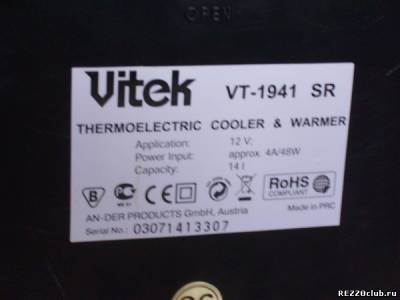 OPEN
Vitek VT-1941 SR
THERMOELECTRIC COOLER & WARMER
Application: 12 V;
Power Input: approx. 4A/48W
Capacity: 14 l
RoHS
COMPLIANT
AN-DER PRODUCTS GmbH, Austria
Made in PRC
Serial No.: 03071413307
REZZOclub.ru